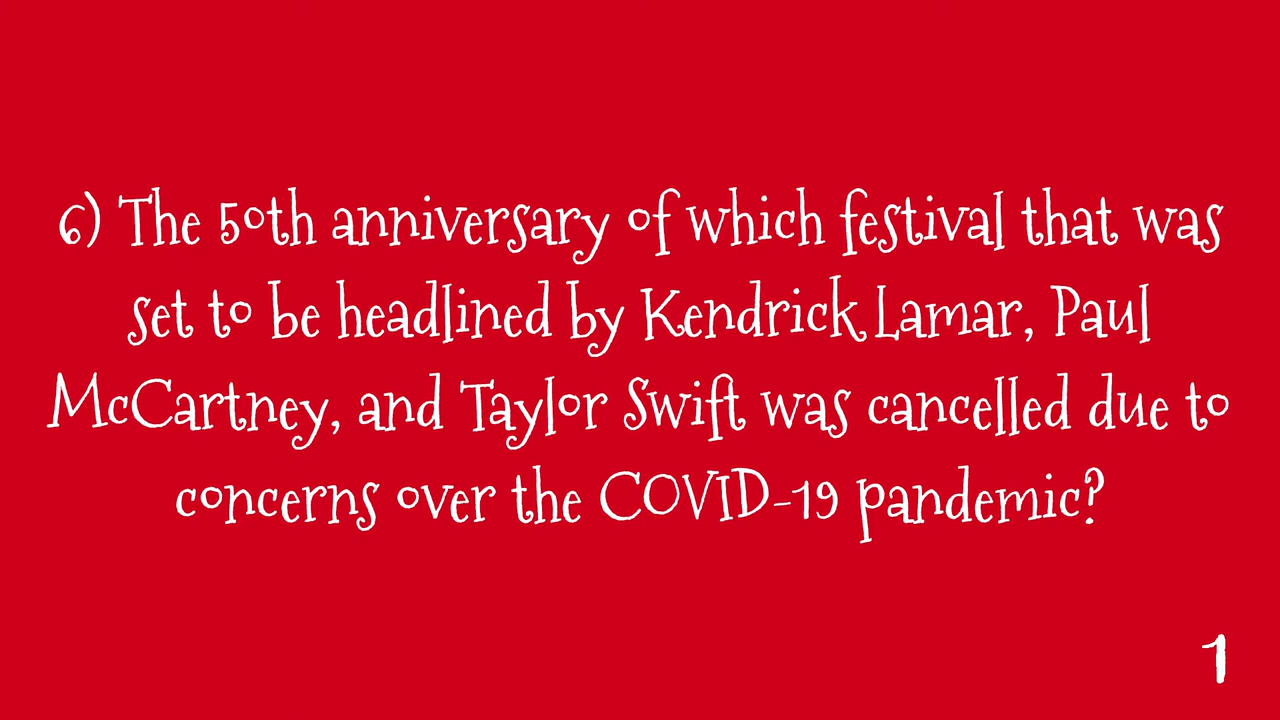 6) The 50th anniversary of which festival that was
set to be headlined by Kendrick Lamar, Paul
McCartney, and Taylor Swift was cancelled due to
concerns over the COVID-19 pandemic?
1